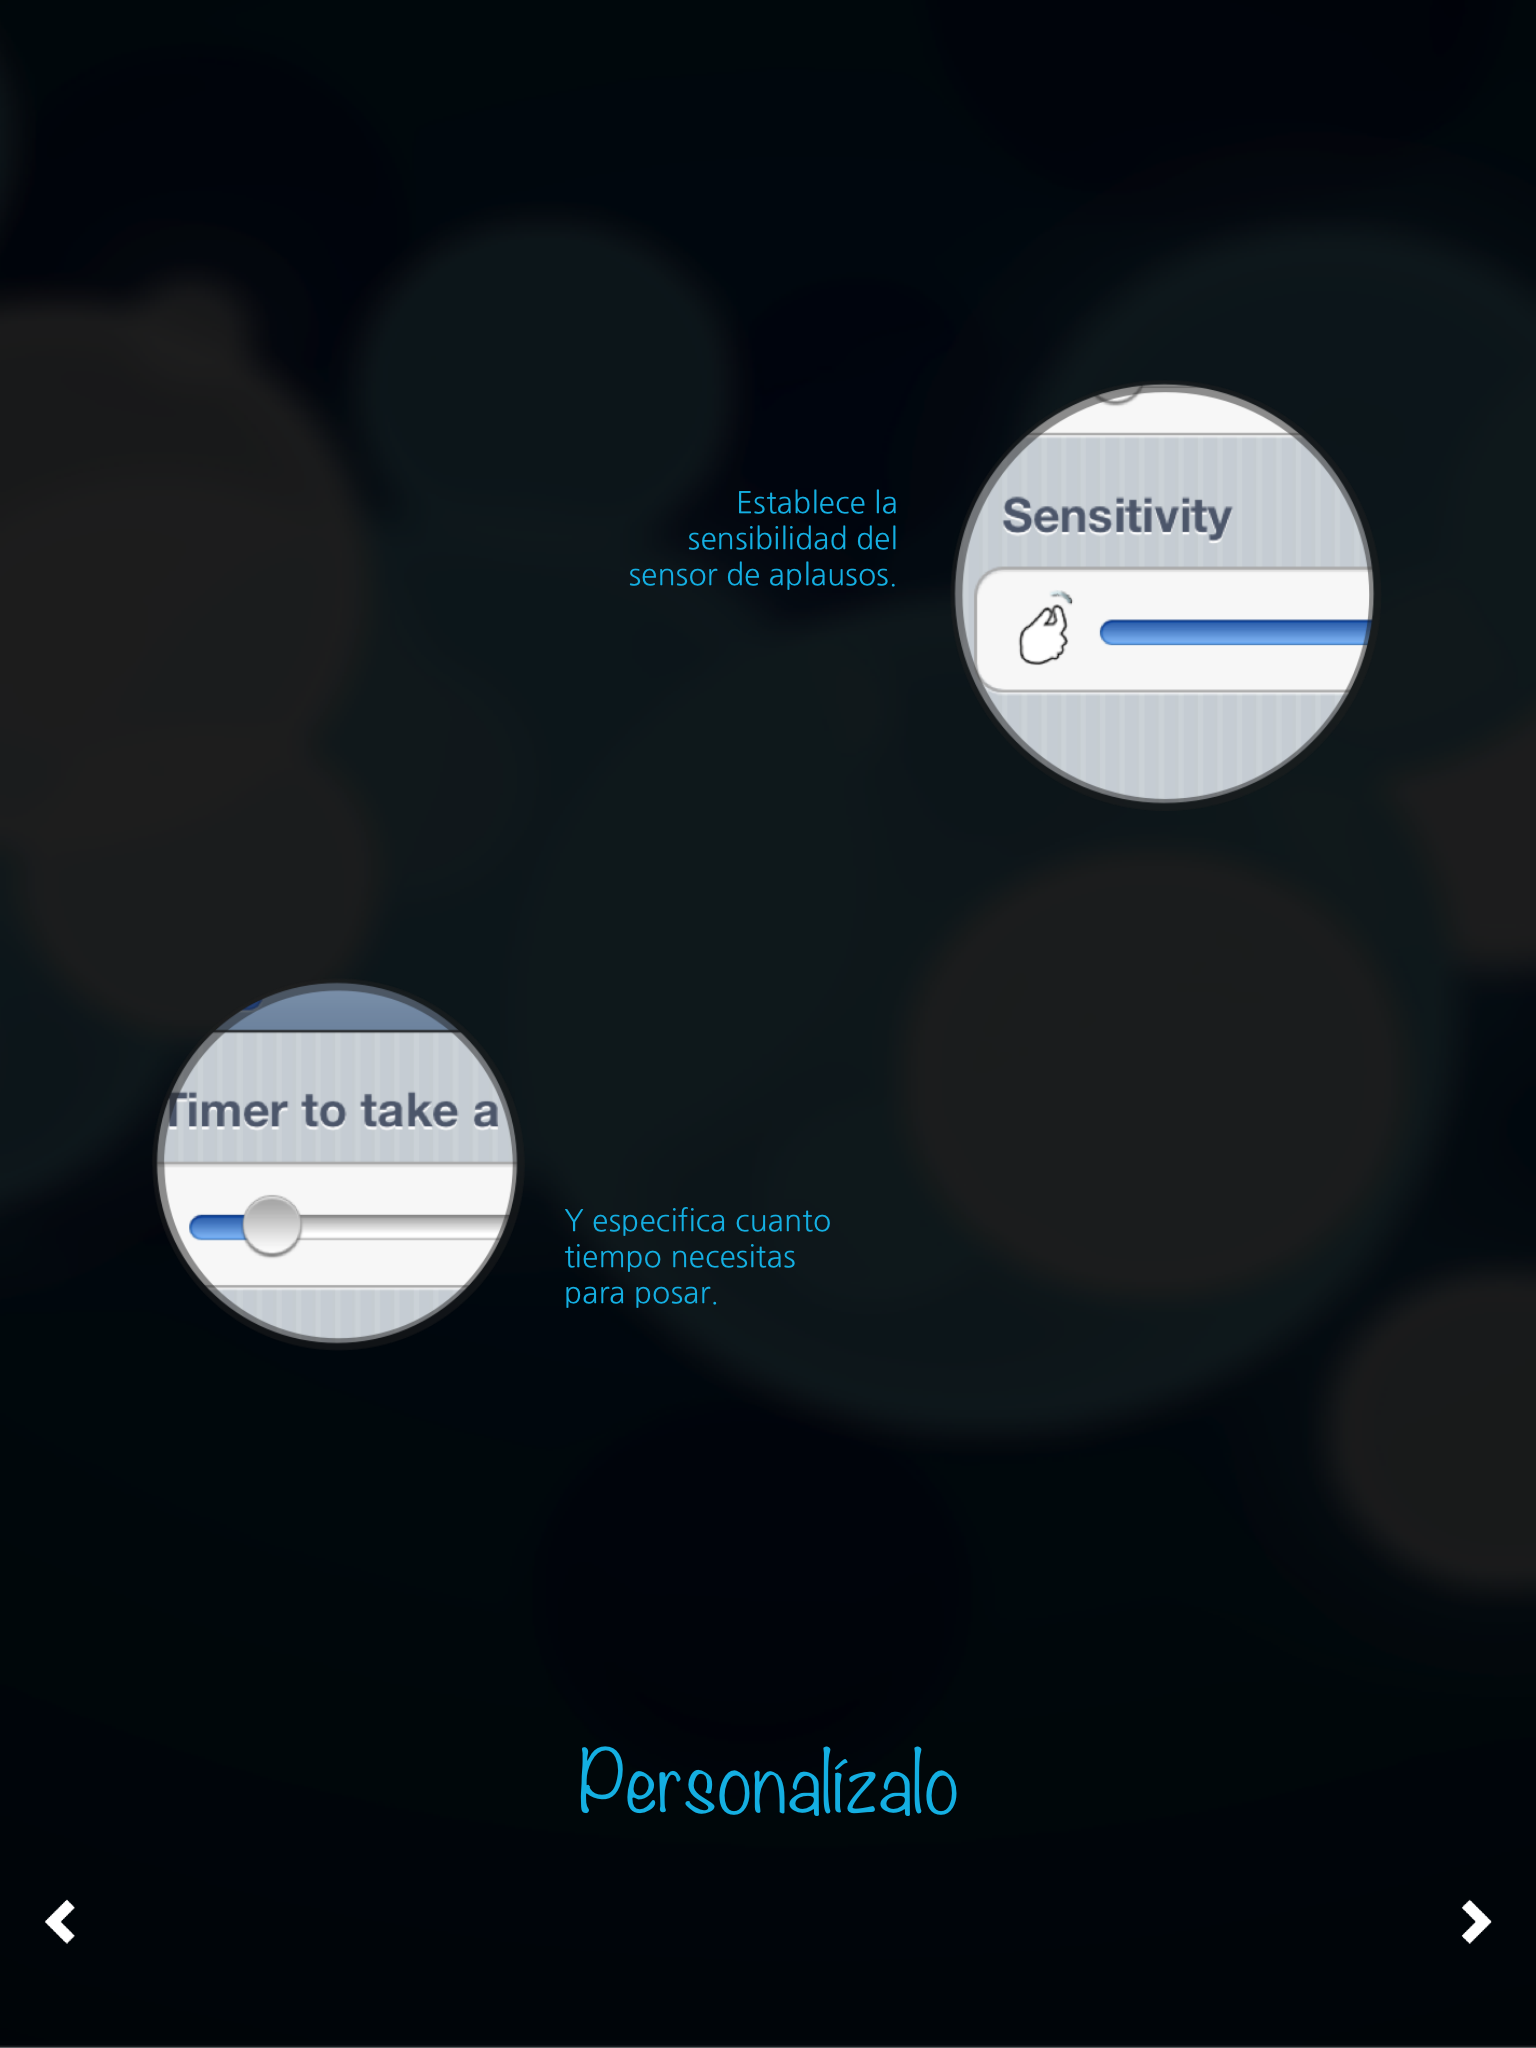 Establece la
sensibilidad del
sensor de aplausos.
Sensitivity
Timer to take a
Y especifica cuanto
tiempo necesitas
para posar.
Personalízalo